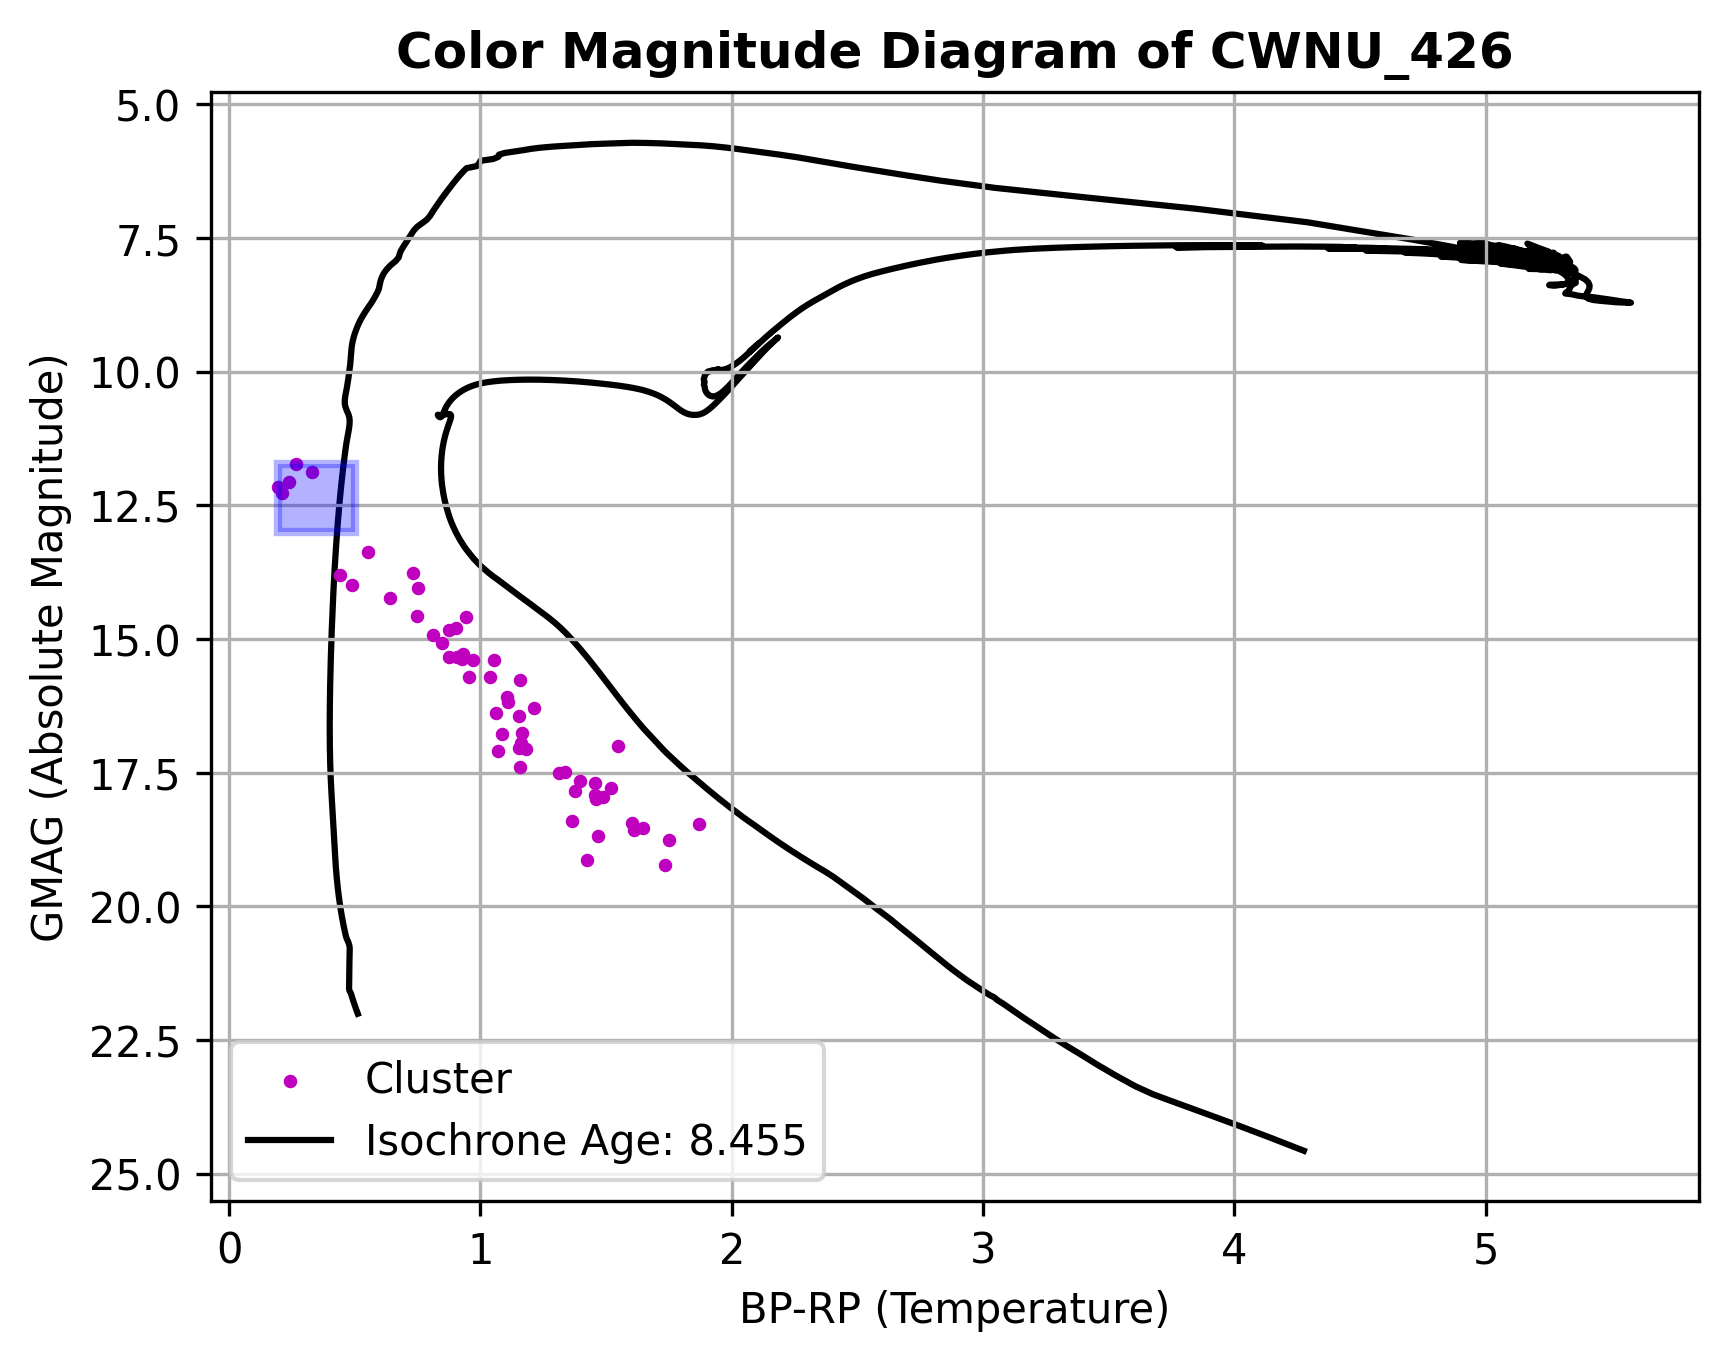 Color Magnitude Diagram of CWNU_426
GMAG (Absolute Magnitude)
5.0
7.5
10.0
12.5
15.0
17.5
20.0
22.5
25.0
Cluster
Isochrone Age: 8.455
0 1 2 3 4 5
BP-RP (Temperature)